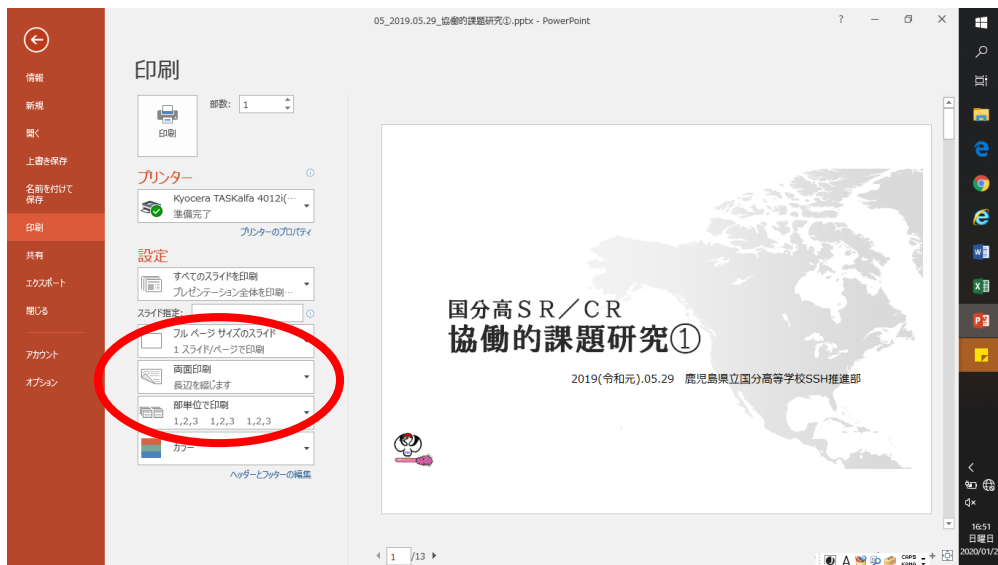 05_2019.05.29_協働的課題研究①.pptx - PowerPoint
?
情報
新規
開く
上書き保存
名前を付けて
保存
印刷
共有
エクスポート
閉じる
アカウント
オプション
印刷
印刷
部数: 1
プリンター
Kyocera TASKalfa 4012i(…
準備完了
プリンターのプロパティ
設定
すべてのスライドを印刷
プレゼンテーション全体を印刷…
スライド指定:
フル ページ サイズのスライド
1 スライド/ページで印刷
両面印刷
長辺を綴じます
部単位で印刷
1,2,3 1,2,3 1,2,3
カラー
ヘッダーとフッターの編集
国分高ＳＲ／ＣＲ
協働的課題研究①
2019(令和元).05.29 鹿児島県立国分高等学校SSH推進部
1 /13
A
CAPS
KANA
16:51
日曜日
2020/01/2